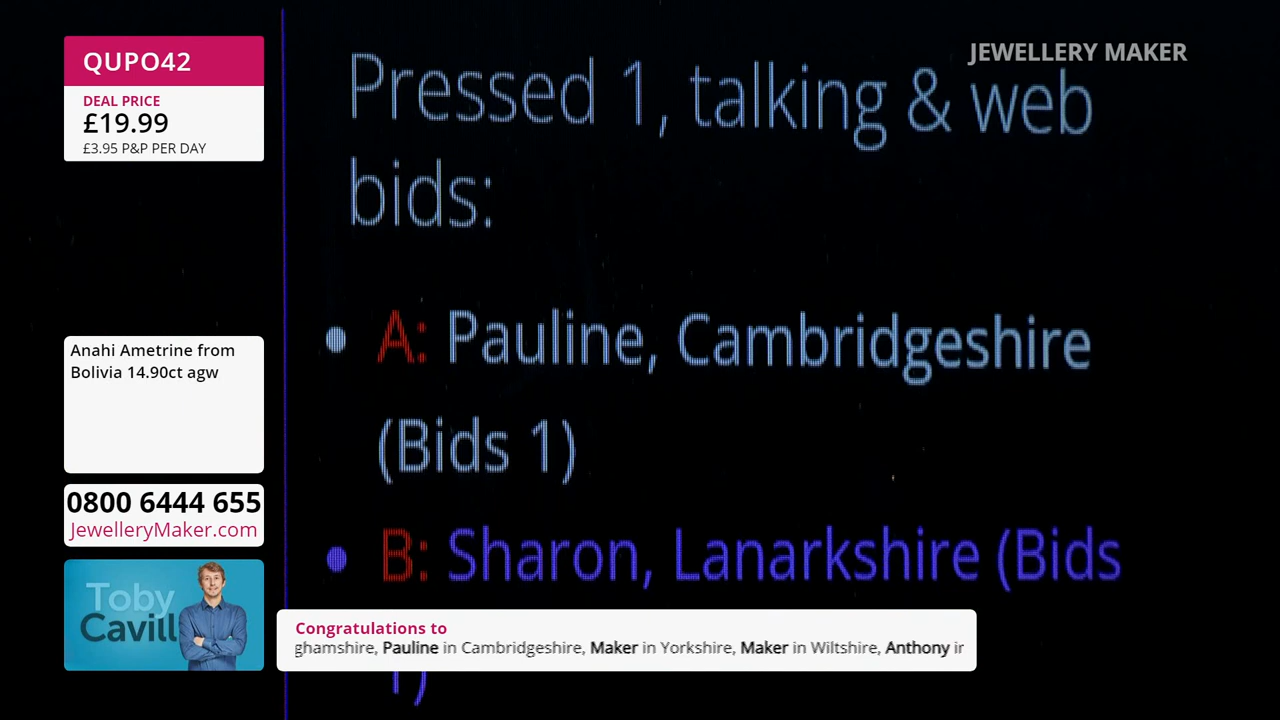 QUPO42
DEAL PRICE
£19.99
£3.95 P&P PER DAY
Anahi Ametrine from
Bolivia 14.90ct agw
0800 6444 655
JewelleryMaker.com
Toby
Cavill
JEWELLERY MAKER
Pressed 1, talking & web
bids:
• A: Pauline, Cambridgeshire
(Bids 1)
• B: Sharon, Lanarkshire (Bids
1)
Congratulations to
ghamshire, Pauline in Cambridgeshire, Maker in Yorkshire, Maker in Wiltshire, Anthony ir